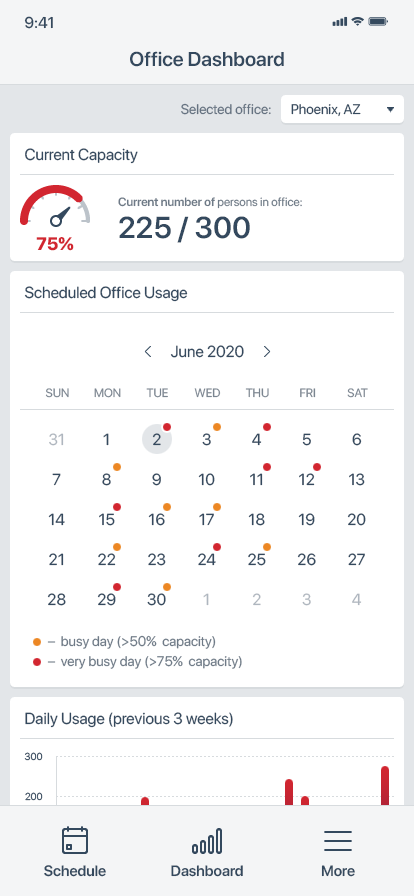 9:41
Office Dashboard
Selected office: Phoenix, AZ
Current Capacity
Current number of persons in office:
225 / 300
75%
Scheduled Office Usage
June 2020
SUN MON TUE WED THU FRI SAT
31 1 2 3 4 5 6
7 8 9 10 11 12 13
14 15 16 17 18 19 20
21 22 23 24 25 26 27
28 29 30 1 2 3 4
– busy day (>50% capacity)
– very busy day (>75% capacity)
Daily Usage (previous 3 weeks)
300
200
Schedule Dashboard More